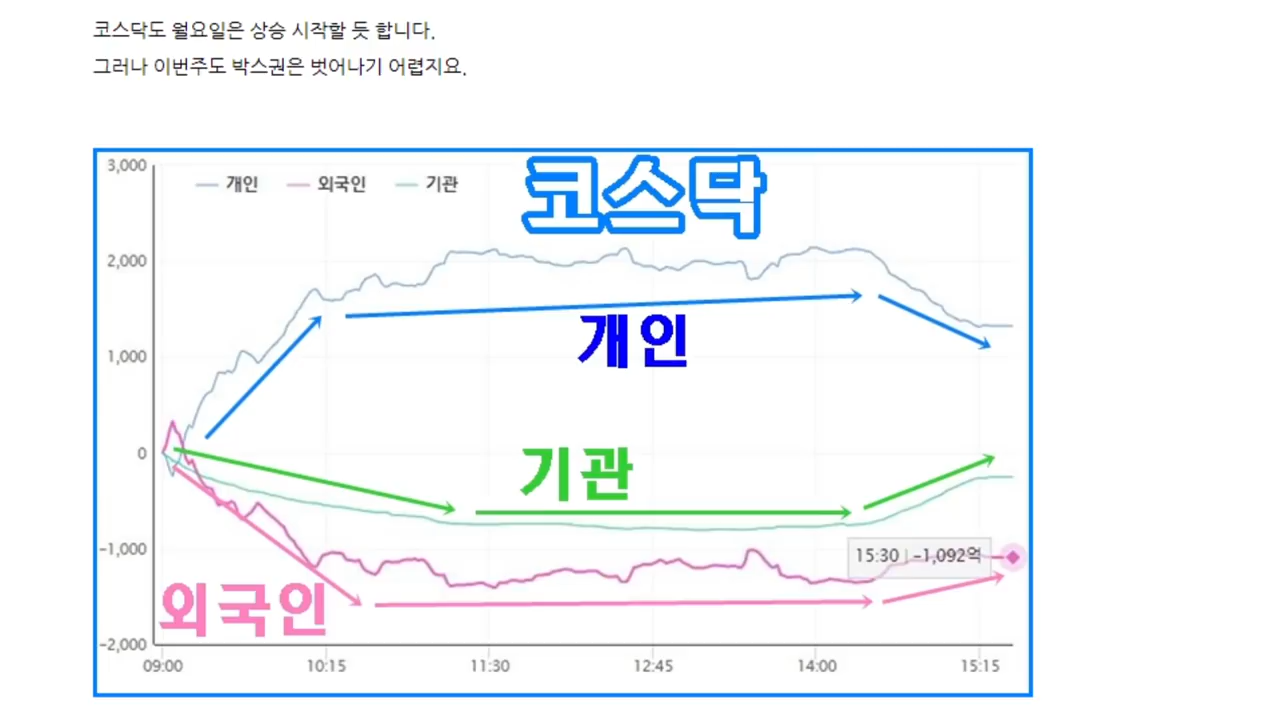 코스닥도 월요일은 상승 시작할 듯 합니다.
그러나 이번주도 박스권은 벗어나기 어렵지요.
코스닥
3,000
개인 외국인 기관
2,000
개인
1,000
기관
0
-1,000
15:30 | -1,092억
외국인
-2,000
09:00 10:15 11:30 12:45 14:00 15:15